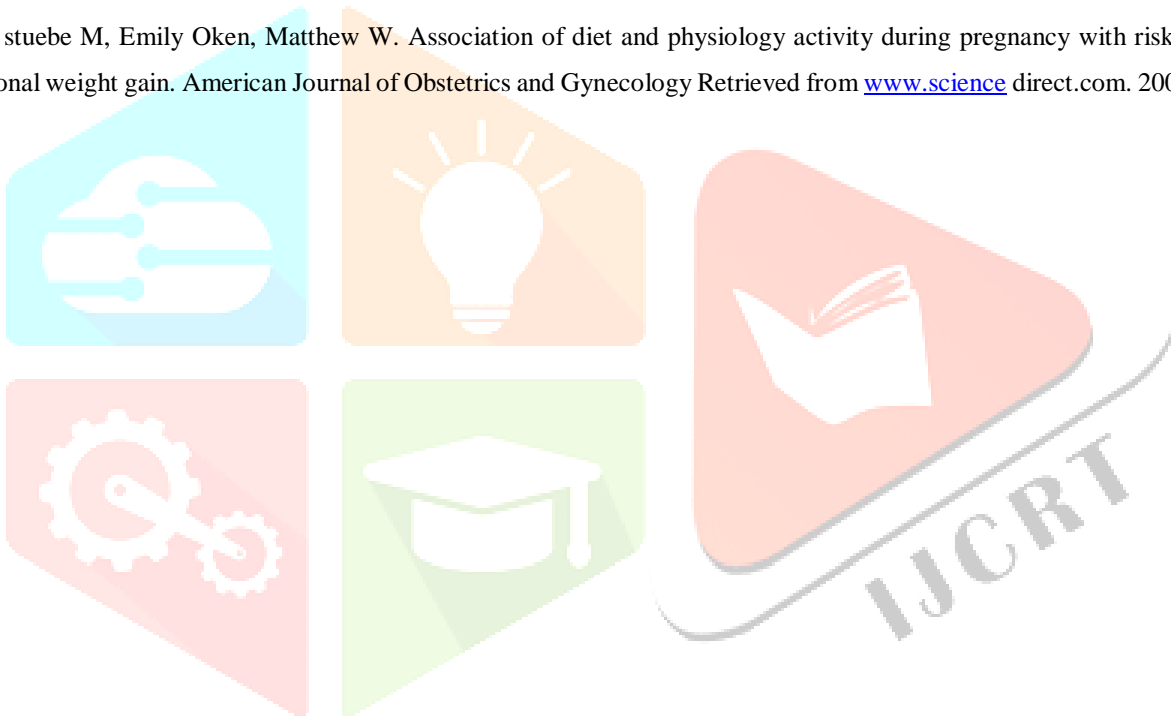 stuebe M, Emily Oken, Matthew W. Association of diet and physiology activity during pregnancy with risk
onal weight gain. American Journal of Obstetrics and Gynecology Retrieved from www.science direct.com. 200
IJCRT